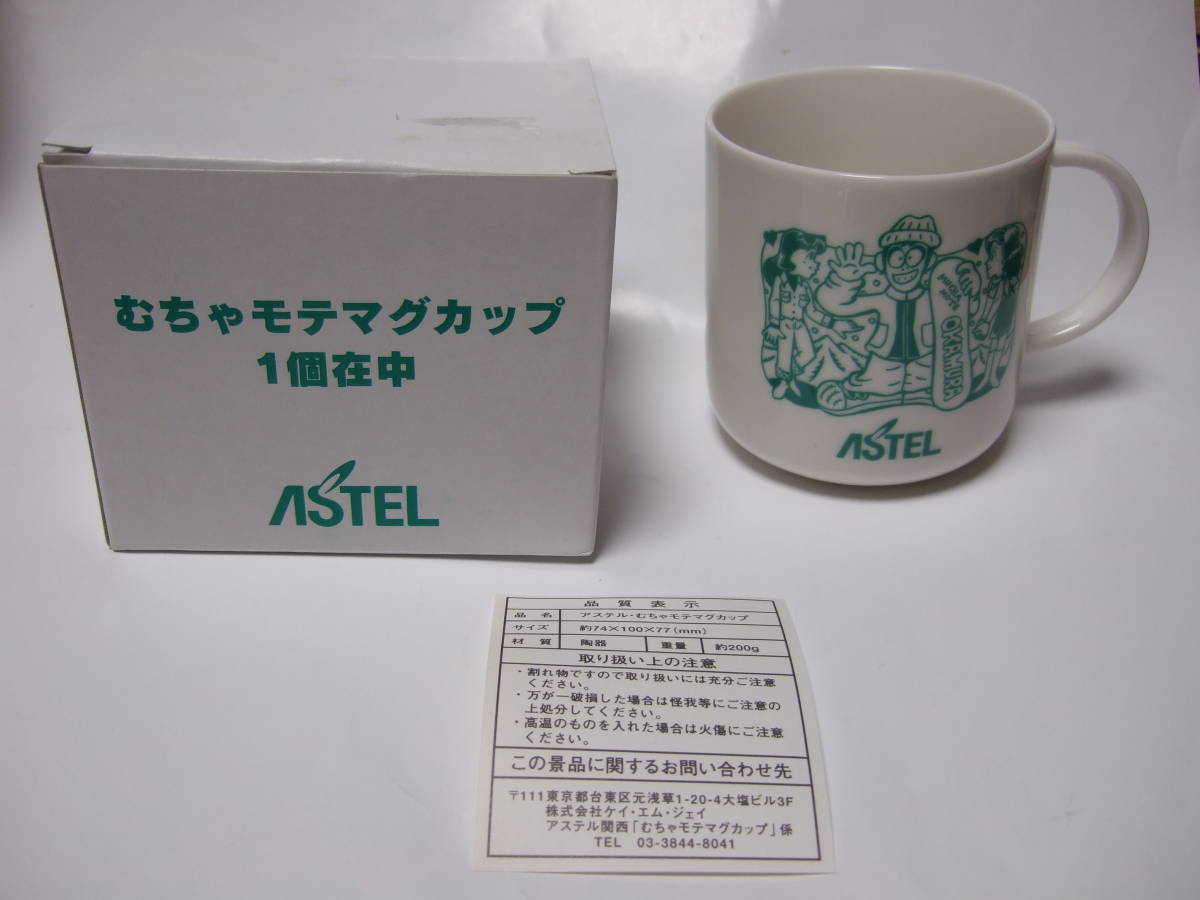 むちゃモテマグカップ
1個在中
ASTEL
OKAMURA
ASTEL
品質表示
品名 アステル・むちゃモテマグカップ
サイズ 約74×100×77(mm)
材質 陶器 重量 約200g
取り扱い上の注意
・割れ物ですので取り扱いには充分ご注意
ください。
・万が一破損した場合は怪我等にご注意の
上処分してください。
・高温のものを入れた場合は火傷にご注意
ください。
この景品に関するお問い合わせ先
〒111東京都台東区元浅草1-20-4大塩ビル3F
株式会社ケイ・エム・ジェイ
アステル関西「むちゃモテマグカップ」係
TEL 03-3844-8041